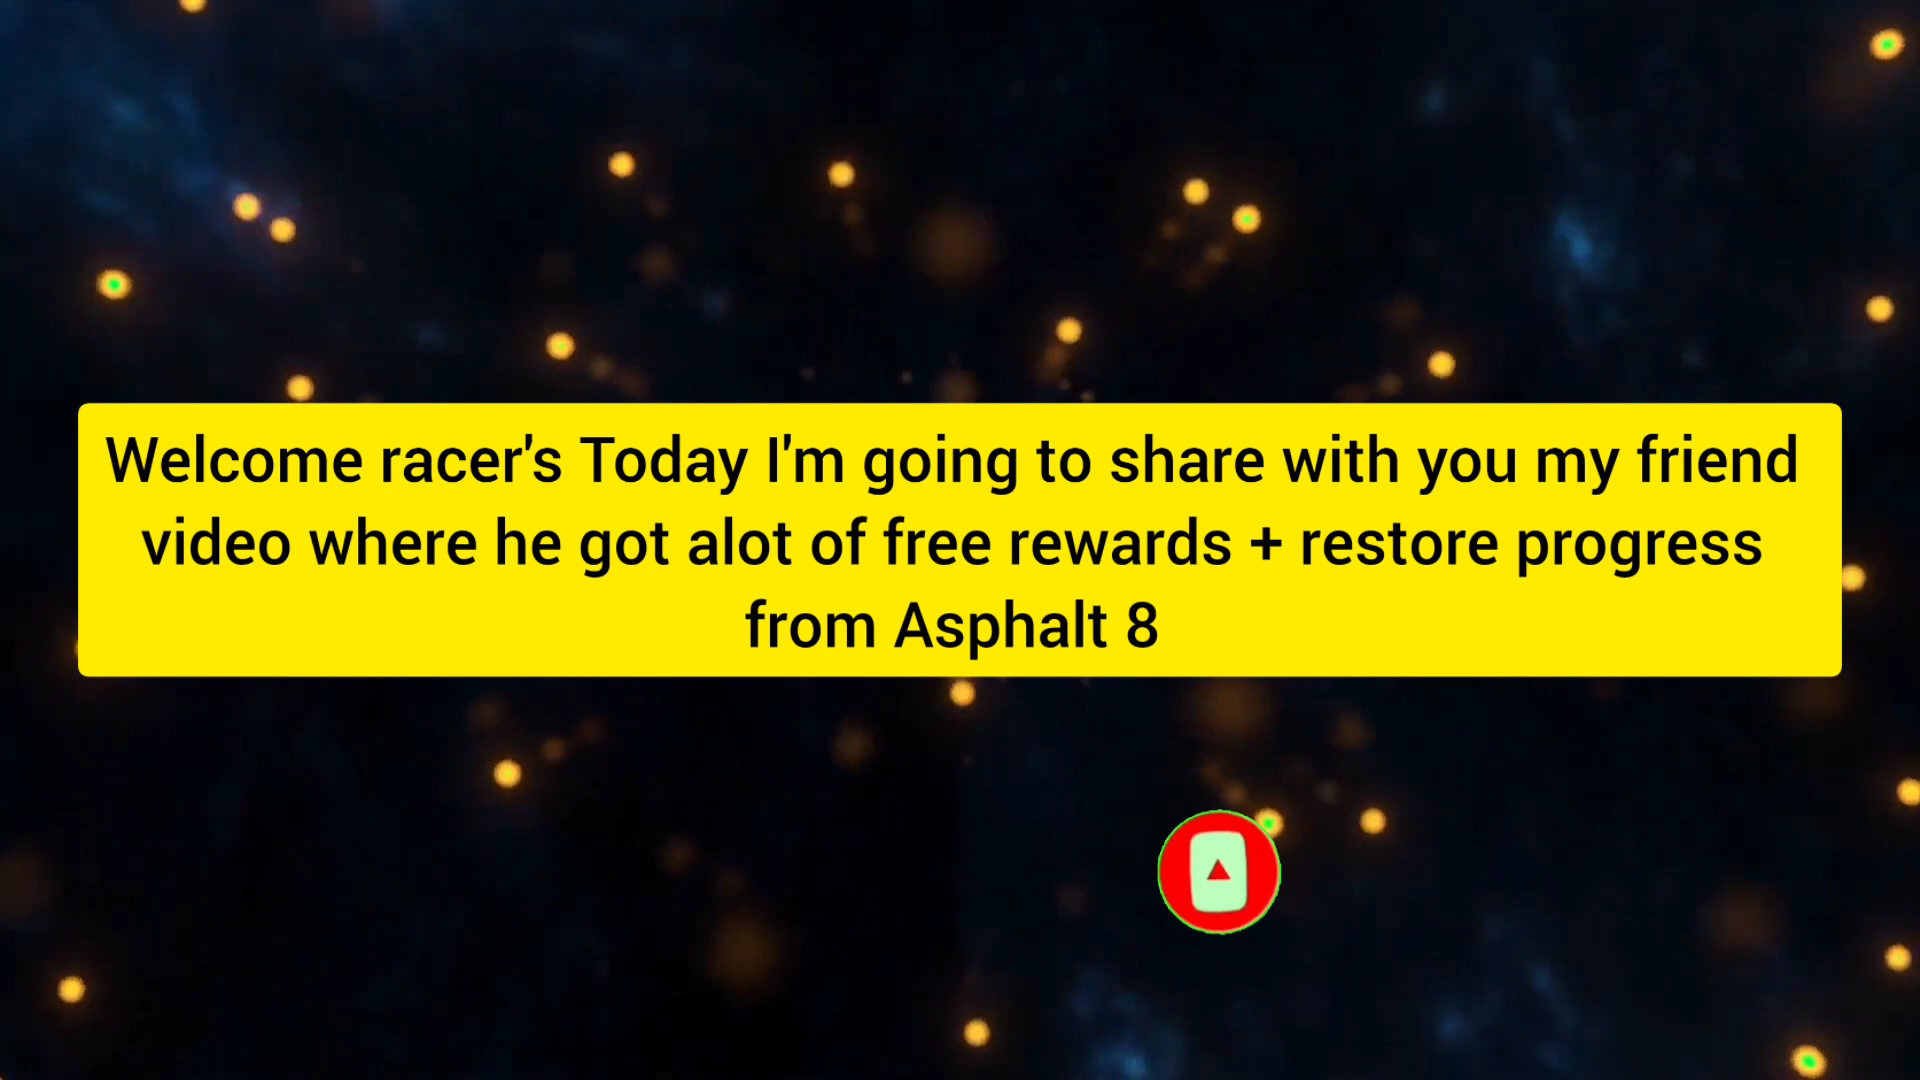 Welcome racer's Today I'm going to share with you my friend
video where he got alot of free rewards + restore progress
from Asphalt 8